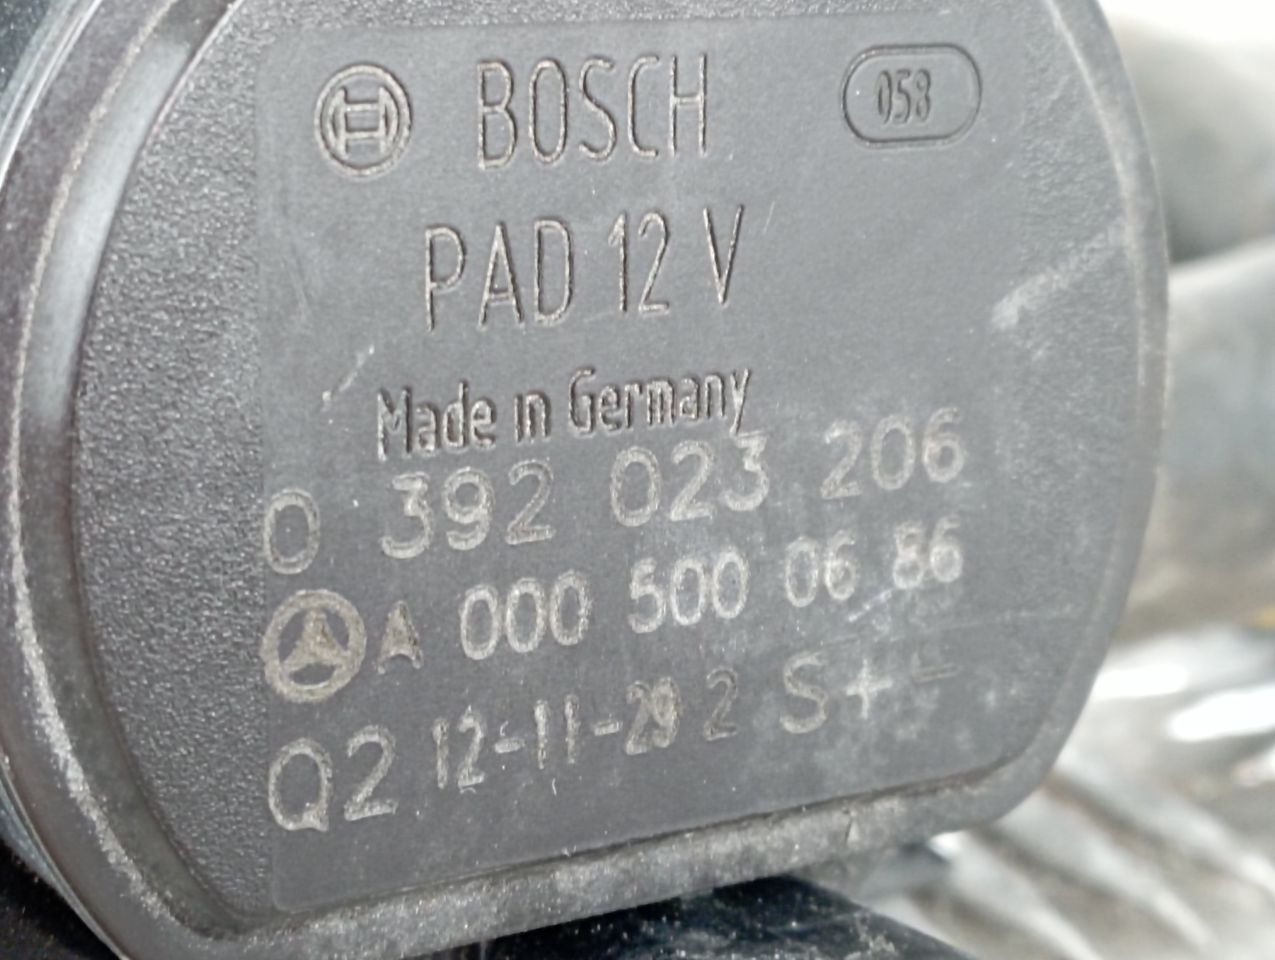 BOSCH 058
PAD 12 V
Made in Germany
0 392 023 206
A 000 500 06 86
Q2 12-11-29 2 S + -